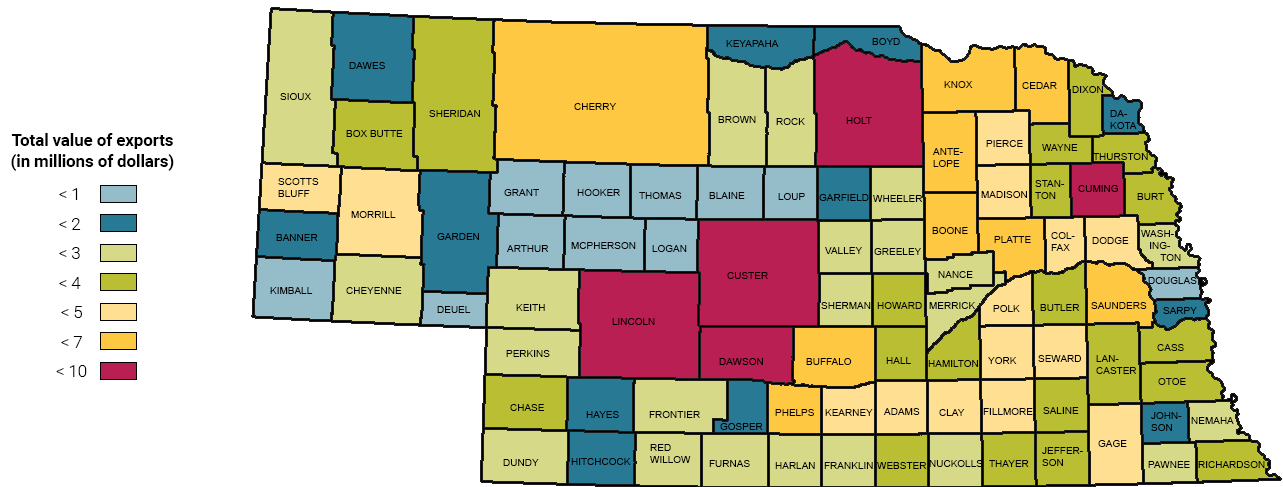 Total value of exports
(in millions of dollars)
< 1
< 2
< 3
< 4
< 5
< 7
< 10
SIOUX
DAWES
BOX BUTTE
SHERIDAN
CHERRY
KEYAPAHA
BOYD
BROWN
ROCK
HOLT
KNOX
CEDAR
DIXON
DA-
KOTA
ANTE-
LOPE
PIERCE
WAYNE
THURSTON
SCOTTS
BLUFF
MORRILL
GARDEN
BANNER
KIMBALL
CHEYENNE
DEUEL
GRANT
HOOKER
THOMAS
BLAINE
LOUP
GARFIELD
WHEELER
MADISON
STAN-
TON
CUMING
BURT
ARTHUR
MCPHERSON
LOGAN
CUSTER
VALLEY
GREELEY
BOONE
PLATTE
COL-
FAX
DODGE
WASH-
ING-
TON
KEITH
LINCOLN
SHERMAN
HOWARD
NANCE
MERRICK
POLK
BUTLER
SAUNDERS
DOUGLAS
SARPY
PERKINS
DAWSON
BUFFALO
HALL
HAMILTON
YORK
SEWARD
LAN-
CASTER
CASS
OTOE
CHASE
HAYES
FRONTIER
GOSPER
PHELPS
KEARNEY
ADAMS
CLAY
FILLMORE
SALINE
GAGE
JOHN-
SON
NEMAHA
DUNDY
HITCHCOCK
RED
WILLOW
FURNAS
HARLAN
FRANKLIN
WEBSTER
NUCKOLLS
THAYER
JEFFER-
SON
PAWNEE
RICHARDSON